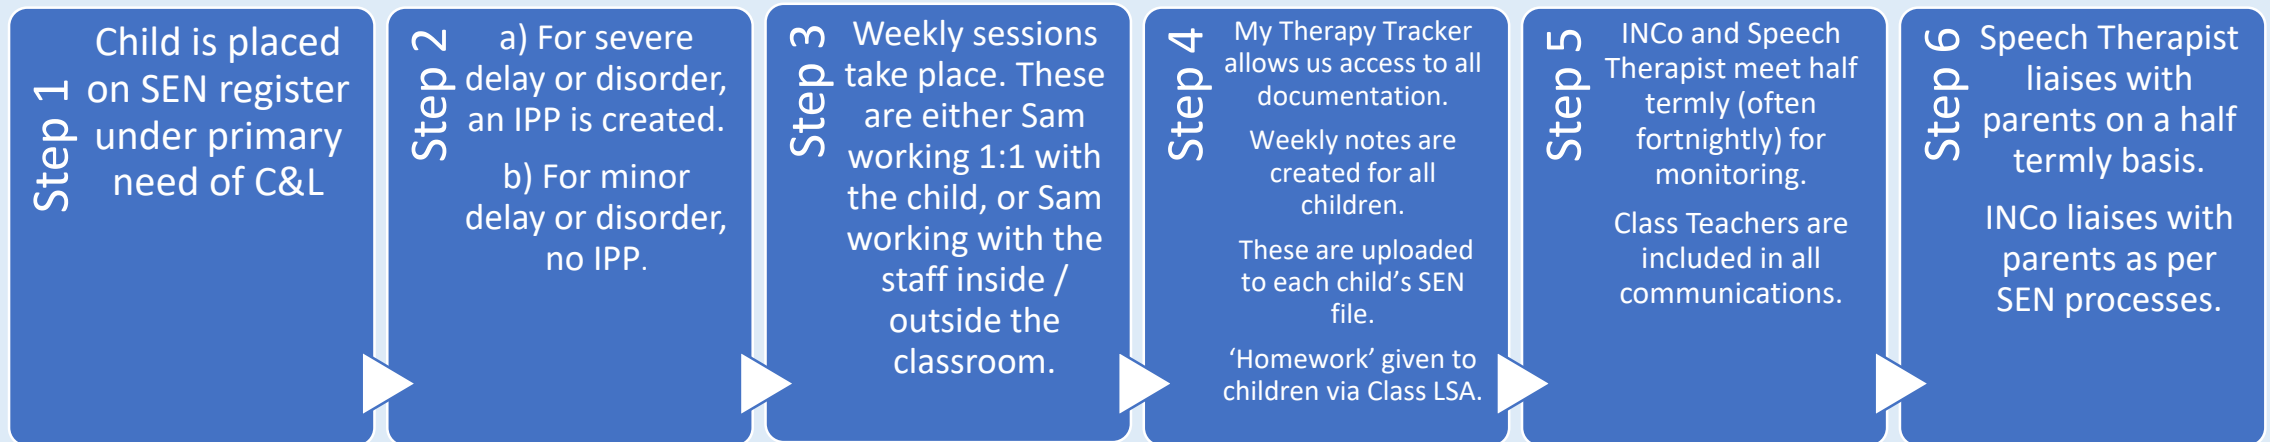 Step 1
Child is placed
on SEN register
under primary
need of C&L
Step 2
a) For severe
delay or disorder,
an IPP is created.
b) For minor
delay or disorder,
no IPP.
Step 3
Weekly sessions
take place. These
are either Sam
working 1:1 with
the child, or Sam
working with the
staff inside /
outside the
classroom.
Step 4
My Therapy Tracker
allows us access to all
documentation.
Weekly notes are
created for all
children.
These are uploaded
to each child’s SEN
file.
‘Homework’ given to
children via Class LSA.
Step 5
INCo and Speech
Therapist meet half
termly (often
fortnightly) for
monitoring.
Class Teachers are
included in all
communications.
Step 6
Speech Therapist
liaises with
parents on a half
termly basis.
INCo liaises with
parents as per
SEN processes.